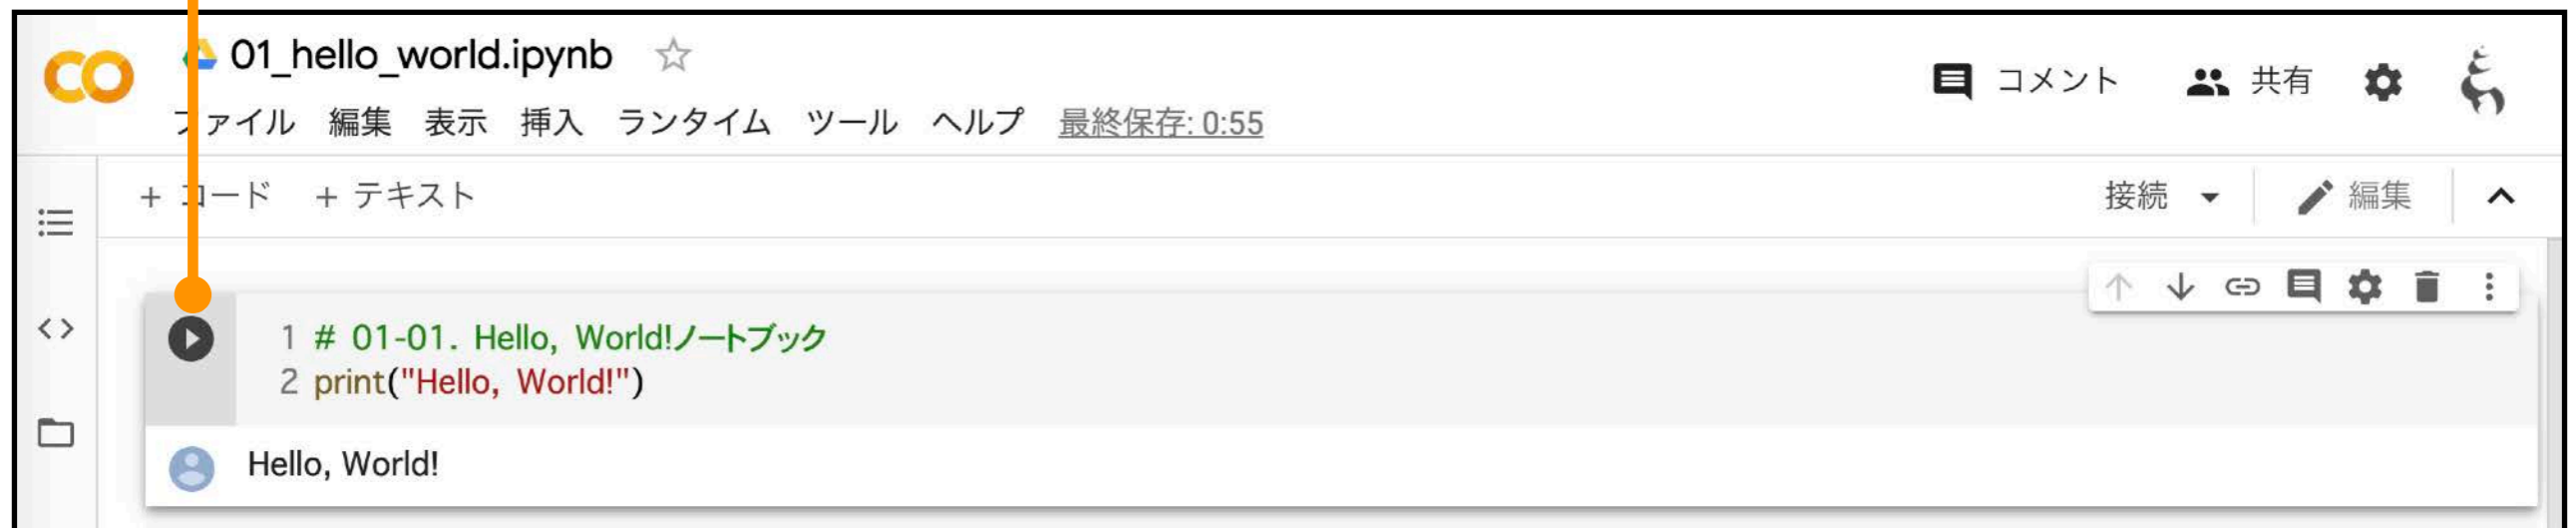 CO
01_hello_world.ipynb
コメント 共有
ファイル 編集 表示 挿入 ランタイム ツール ヘルプ 最終保存: 0:55
+ コード + テキスト
接続 編集
1 # 01-01. Hello, World!ノートブック
2 print("Hello, World!")
Hello, World!